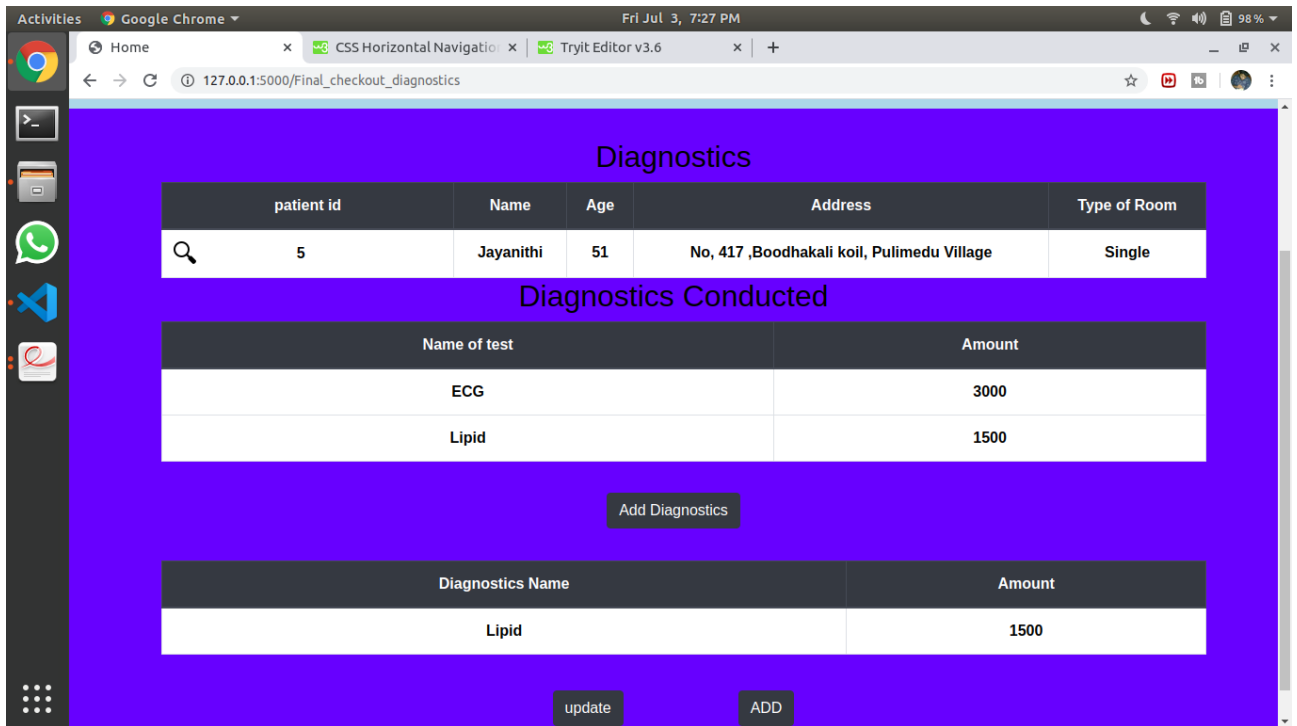 Activities Google Chrome Fri Jul 3, 7:27 PM 98%
Home CSS Horizontal Navigation Tryit Editor v3.6
127.0.0.1:5000/Final_checkout_diagnostics
Diagnostics
patient id Name Age Address Type of Room
5 Jayanithi 51 No, 417 ,Boodhakali koil, Pulimedu Village Single
Diagnostics Conducted
Name of test Amount
ECG 3000
Lipid 1500
Add Diagnostics
Diagnostics Name Amount
Lipid 1500
update ADD